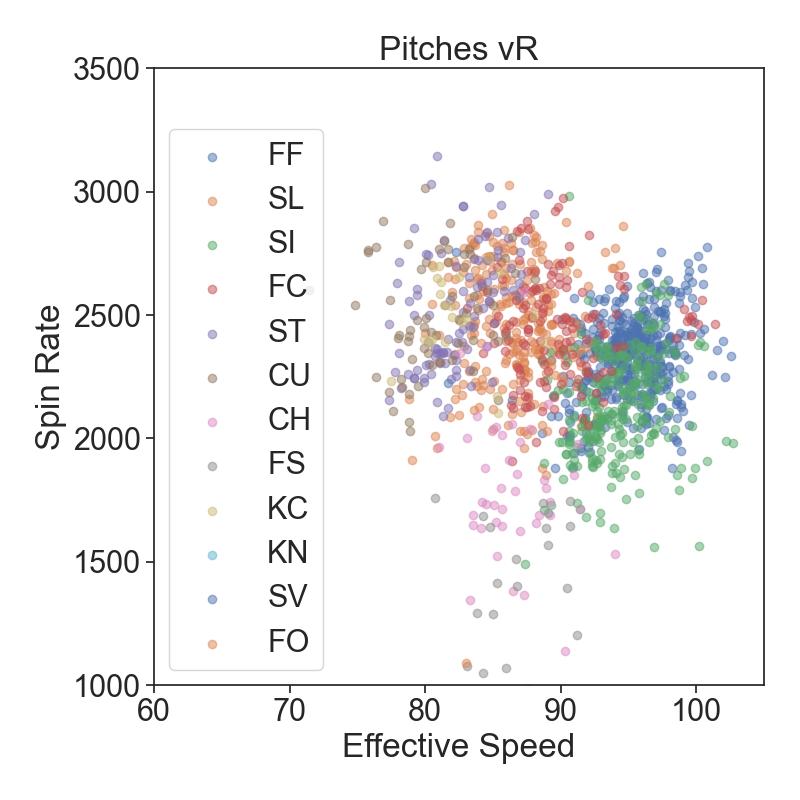 Pitches vR
3500
3000
2500
2000
1500
1000
Spin Rate
FF
SL
SI
FC
ST
CU
CH
FS
KC
KN
SV
FO
60 70 80 90 100
Effective Speed